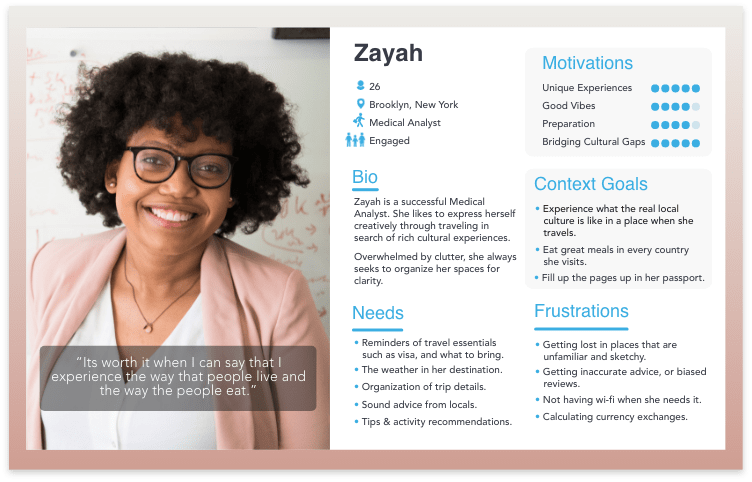 Zayah
26
Brooklyn, New York
Medical Analyst
Engaged
Bio
Zayah is a successful Medical
Analyst. She likes to express herself
creatively through traveling in
search of rich cultural experiences.
Overwhelmed by clutter, she always
seeks to organize her spaces for
clarity.
Needs
• Reminders of travel essentials
such as visa, and what to bring.
• The weather in her destination.
• Organization of trip details.
• Sound advice from locals.
• Tips & activity recommendations.
Motivations
Unique Experiences
Good Vibes
Preparation
Bridging Cultural Gaps
Context Goals
• Experience what the real local
culture is like in a place when she
travels.
• Eat great meals in every country
she visits.
• Fill up the pages up in her passport.
Frustrations
• Getting lost in places that are
unfamiliar and sketchy.
• Getting inaccurate advice, or biased
reviews.
• Not having wi-fi when she needs it.
• Calculating currency exchanges.
“Its worth it when I can say that I
experience the way that people live and
the way the people eat.”